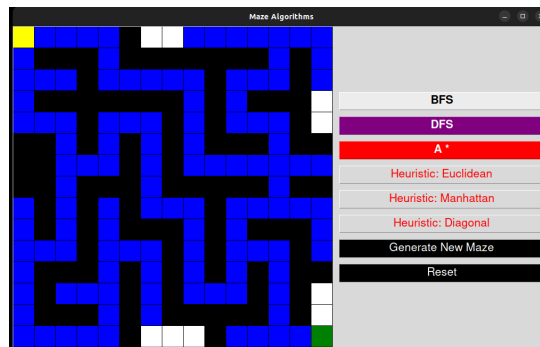 Maze Algorithms
BFS
DFS
A *
Heuristic: Euclidean
Heuristic: Manhattan
Heuristic: Diagonal
Generate New Maze
Reset